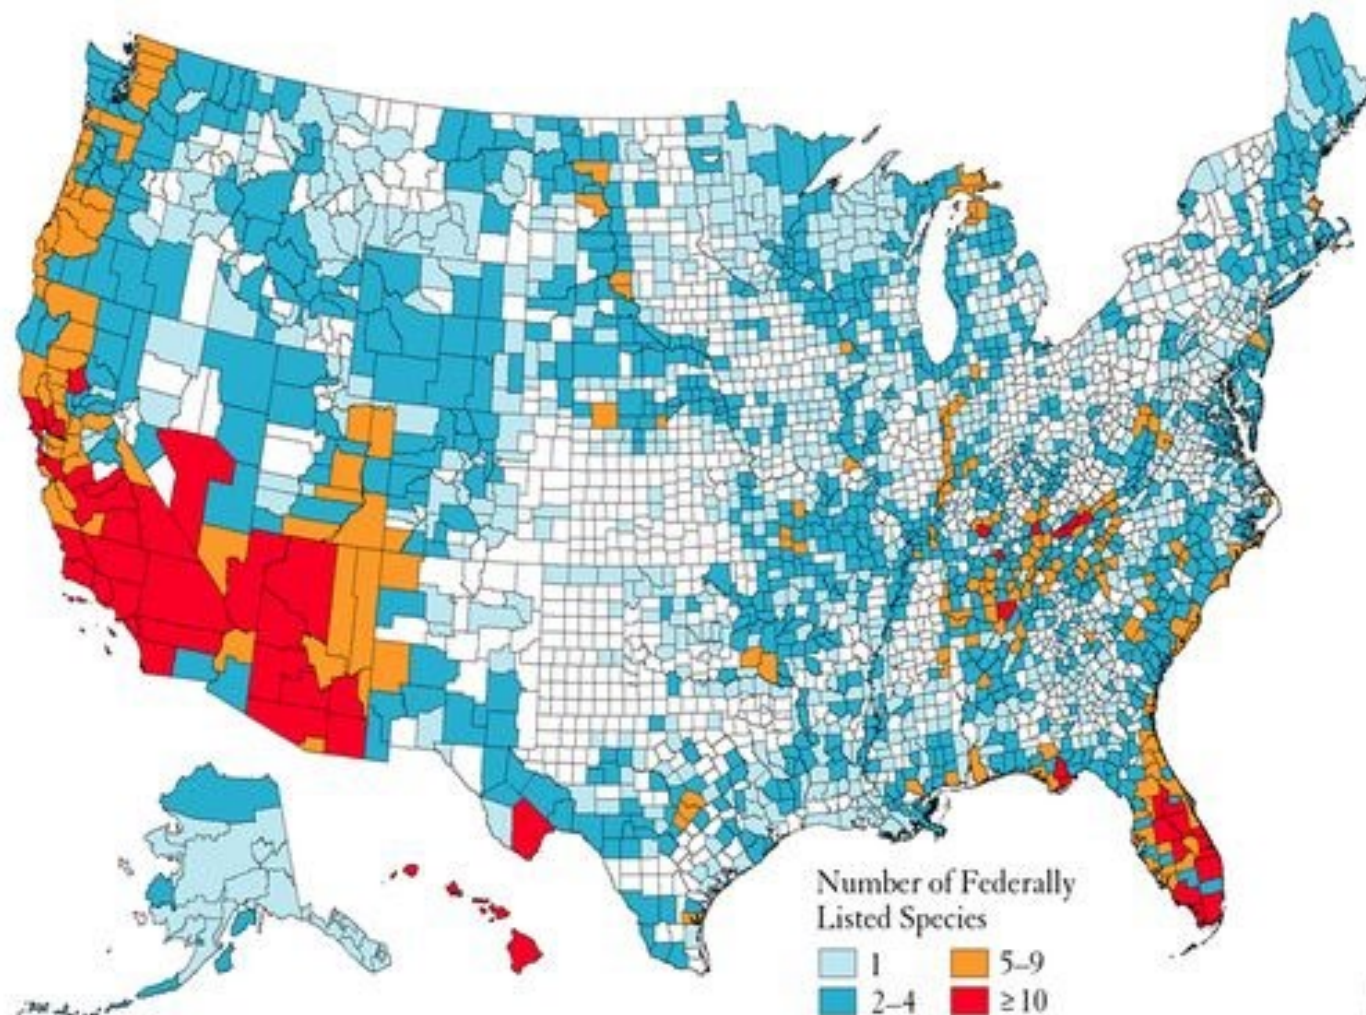 Number of Federally
Listed Species
1
5–9
2–4
≥10